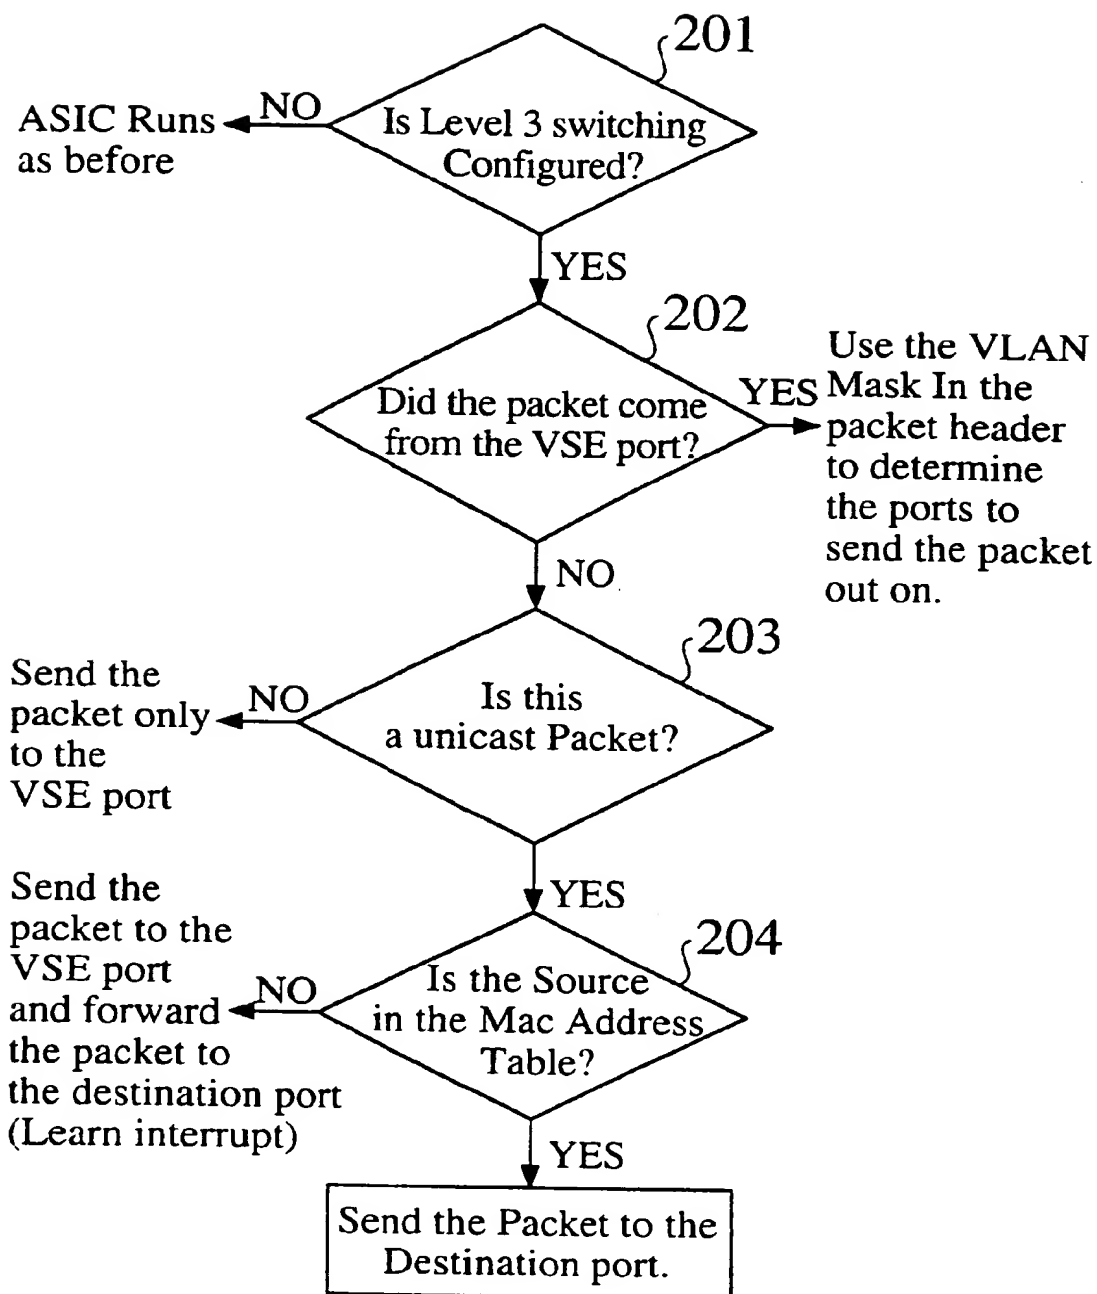 201
Is Level 3 switching
Configured?
NO
ASIC Runs
as before
YES
202
Did the packet come
from the VSE port?
YES
Use the VLAN
Mask In the
packet header
to determine
the ports to
send the packet
out on.
NO
203
Is this
a unicast Packet?
NO
Send the
packet only
to the
VSE port
YES
204
Is the Source
in the Mac Address
Table?
NO
Send the
packet to the
VSE port
and forward
the packet to
the destination port
(Learn interrupt)
YES
Send the Packet to the
Destination port.